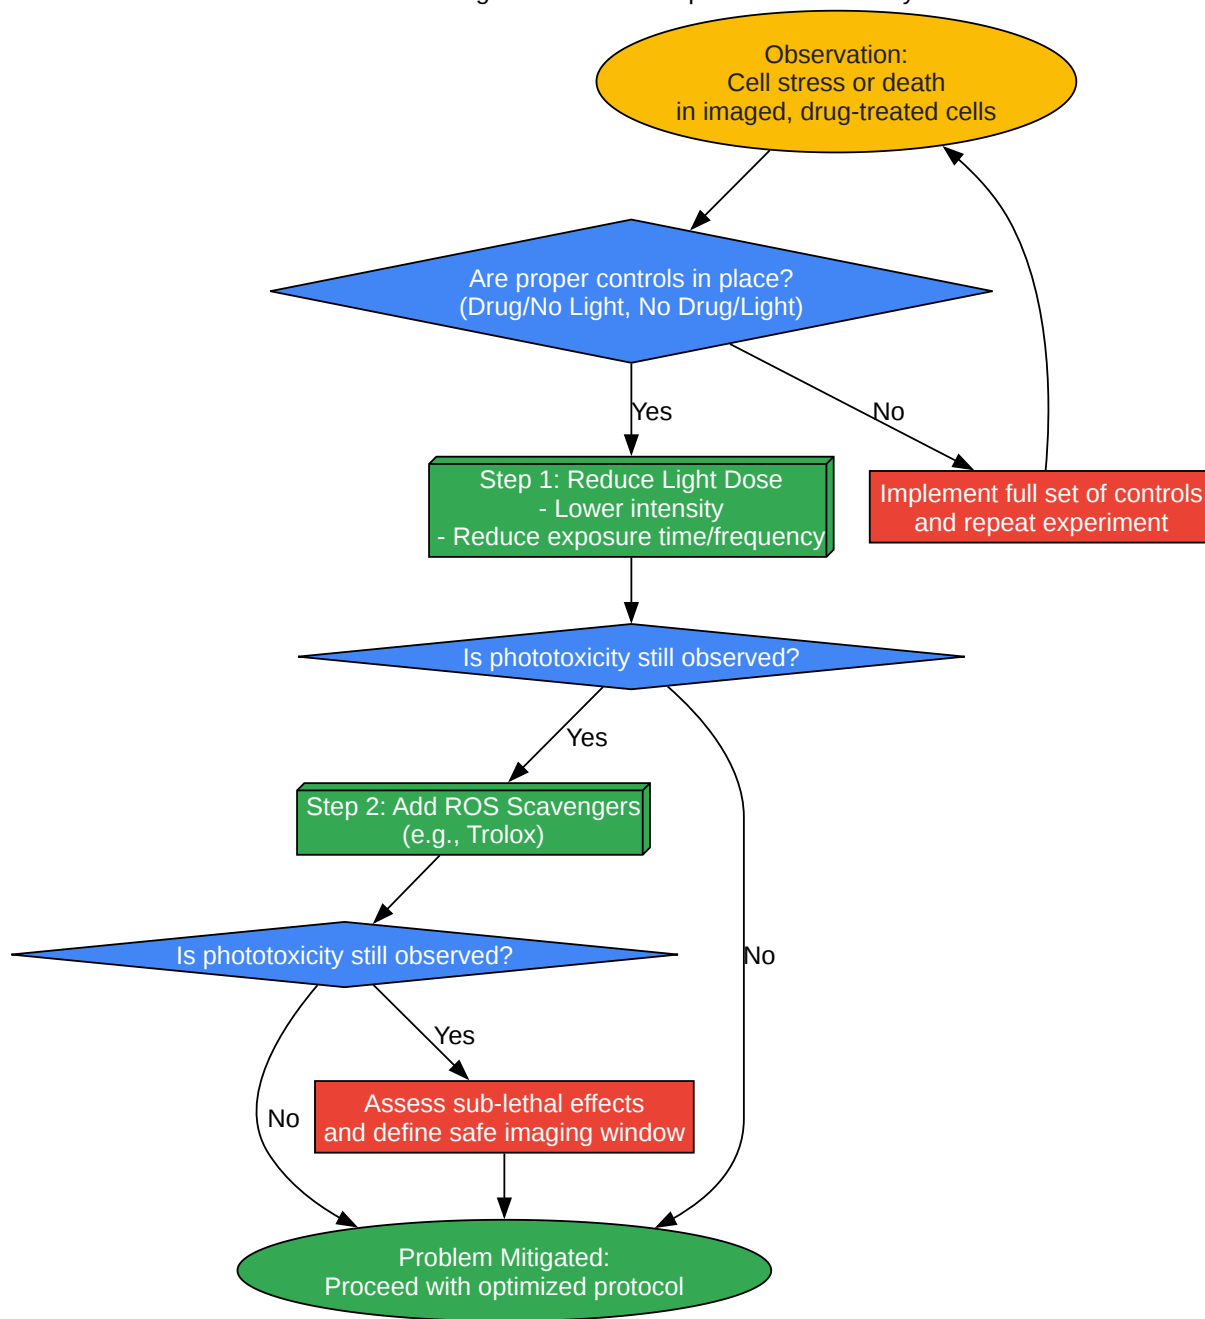 Observation:
Cell stress or death
in imaged, drug-treated cells
Are proper controls in place?
(Drug/No Light, No Drug/Light)
Yes
No
Step 1: Reduce Light Dose
- Lower intensity
- Reduce exposure time/frequency
Implement full set of controls
and repeat experiment
Is phototoxicity still observed?
Yes
Step 2: Add ROS Scavengers
(e.g., Trolox)
Is phototoxicity still observed?
No
Yes
Assess sub-lethal effects
and define safe imaging window
No
Problem Mitigated:
Proceed with optimized protocol